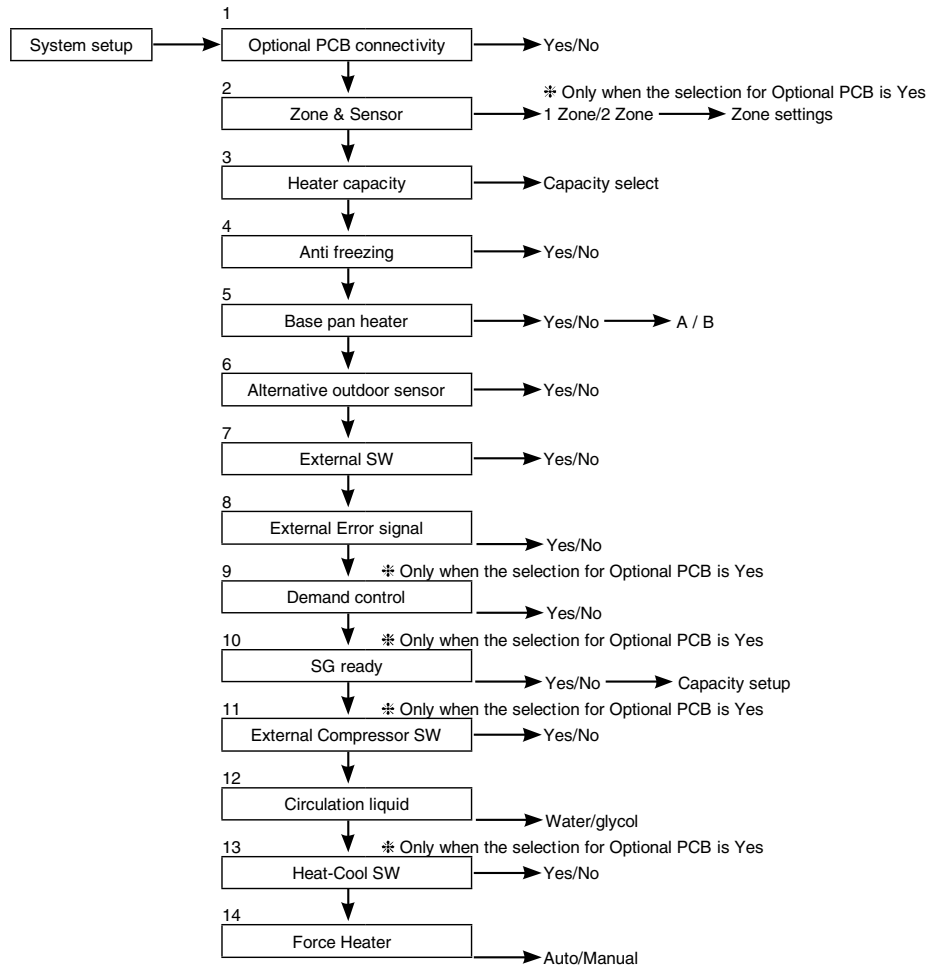 1
System setup
Optional PCB connectivity
Yes/No
2
❈ Only when the selection for Optional PCB is Yes
Zone & Sensor
1 Zone/2 Zone
Zone settings
3
Heater capacity
Capacity select
4
Anti freezing
Yes/No
5
Base pan heater
Yes/No
A / B
6
Alternative outdoor sensor
Yes/No
7
External SW
Yes/No
8
External Error signal
Yes/No
9
❈ Only when the selection for Optional PCB is Yes
Demand control
Yes/No
10
❈ Only when the selection for Optional PCB is Yes
SG ready
Yes/No
Capacity setup
11
❈ Only when the selection for Optional PCB is Yes
External Compressor SW
Yes/No
12
Circulation liquid
Water/glycol
13
❈ Only when the selection for Optional PCB is Yes
Heat-Cool SW
Yes/No
14
Force Heater
Auto/Manual